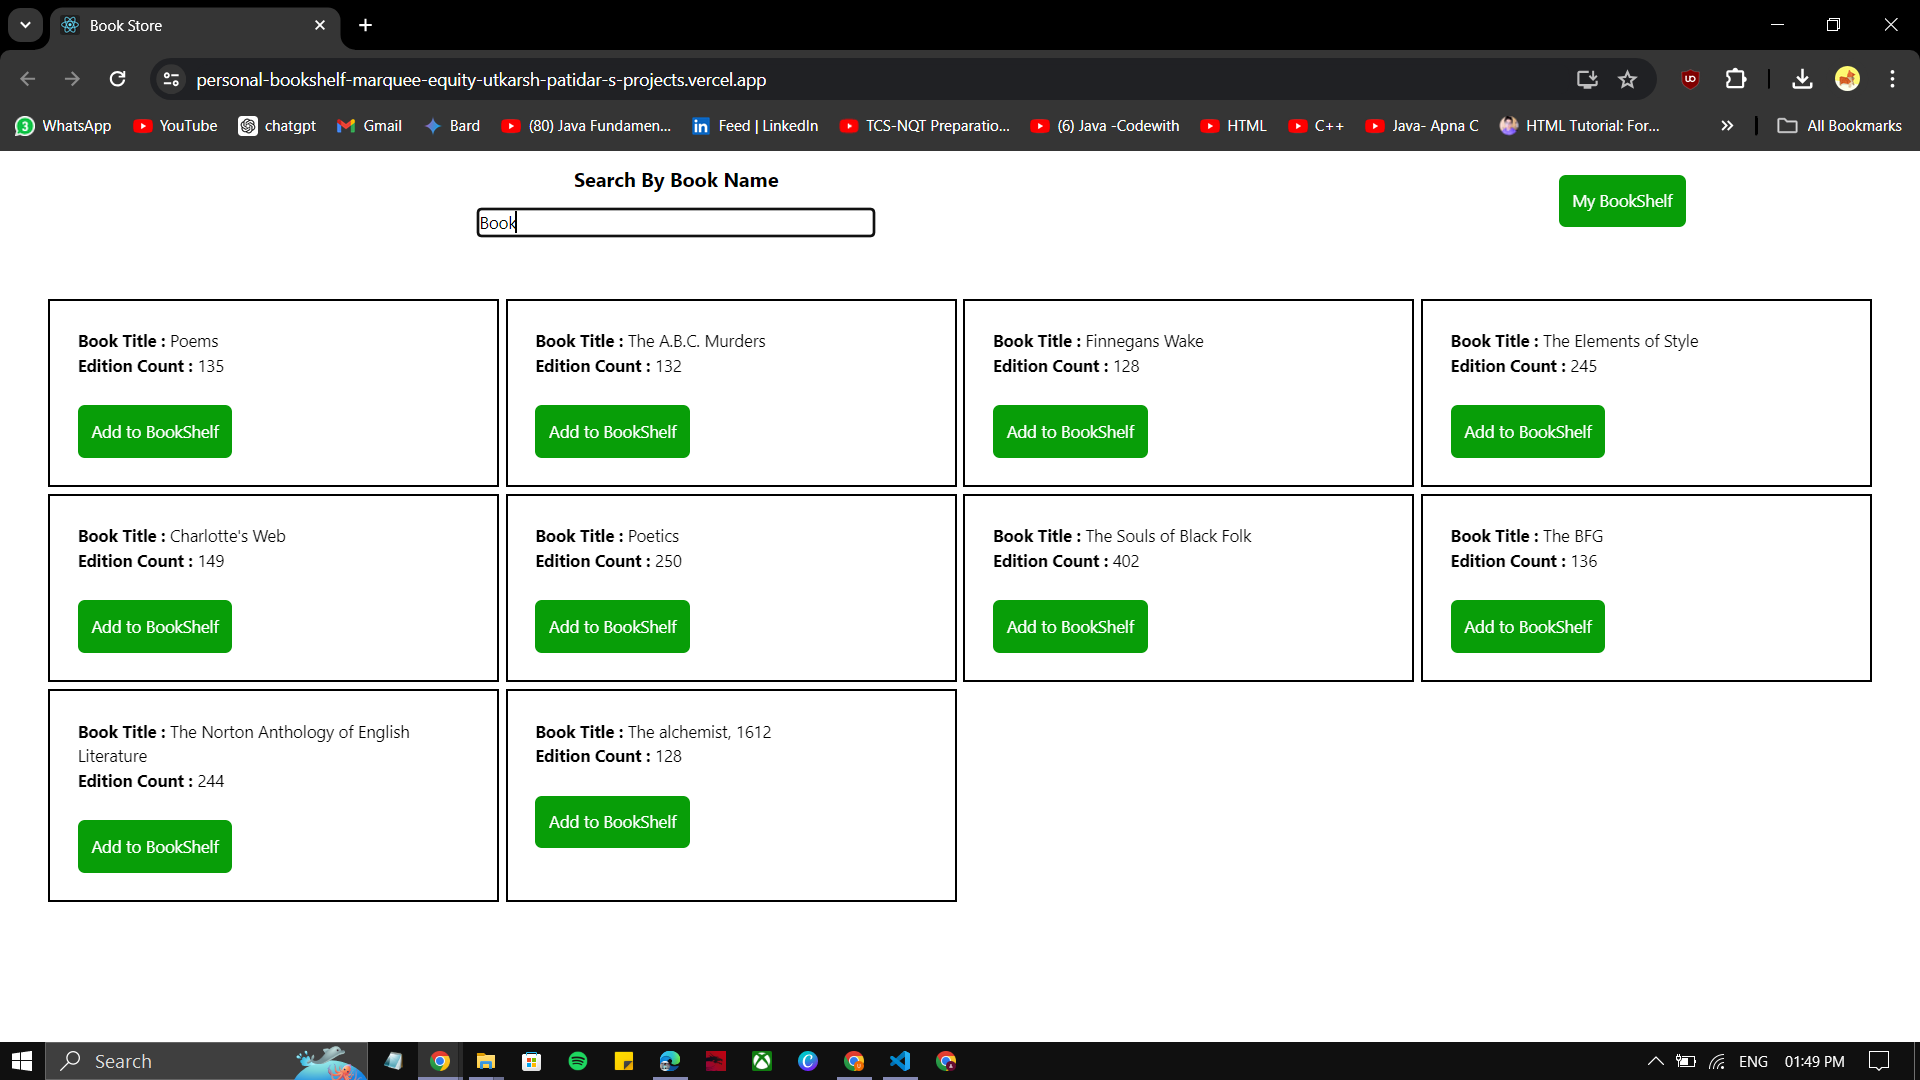 Book Store
personal-bookshelf-marquee-equity-utkarsh-patidar-s-projects.vercel.app
3 WhatsApp YouTube chatgpt Gmail Bard (80) Java Fundamen... Feed | LinkedIn TCS-NQT Preparatio... (6) Java -Codewith HTML C++ Java- Apna C HTML Tutorial: For... » All Bookmarks
Search By Book Name
My BookShelf
Book
Book Title : Poems
Edition Count : 135
Add to BookShelf
Book Title : The A.B.C. Murders
Edition Count : 132
Add to BookShelf
Book Title : Finnegans Wake
Edition Count : 128
Add to BookShelf
Book Title : The Elements of Style
Edition Count : 245
Add to BookShelf
Book Title : Charlotte's Web
Edition Count : 149
Add to BookShelf
Book Title : Poetics
Edition Count : 250
Add to BookShelf
Book Title : The Souls of Black Folk
Edition Count : 402
Add to BookShelf
Book Title : The BFG
Edition Count : 136
Add to BookShelf
Book Title : The Norton Anthology of English
Literature
Edition Count : 244
Add to BookShelf
Book Title : The alchemist, 1612
Edition Count : 128
Add to BookShelf
Search
ENG 01:49 PM